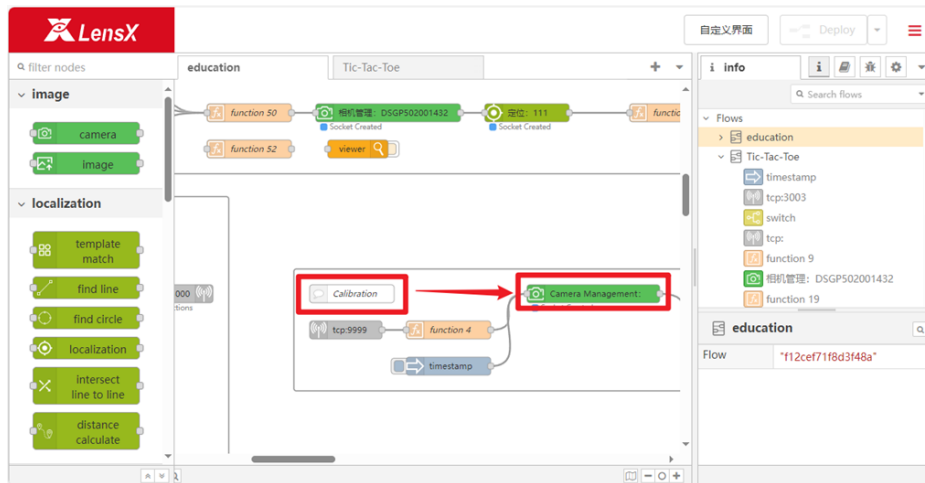 LensX
自定义界面
Deploy
filter nodes
education
Tic-Tac-Toe
info
i
Search flows
image
camera
image
localization
template
match
find line
find circle
localization
intersect
line to line
distance
calculate
function 50
相机管理：DSGP502001432
Socket Created
定位：111
Socket Created
function 52
viewer
000
Calibration
Camera Management:
tcp:9999
function 4
timestamp
Flows
education
Tic-Tac-Toe
timestamp
tcp:3003
switch
tcp:
function 9
相机管理：DSGP502001432
function 19
education
Flow
"f12cef71f8d3f48a"